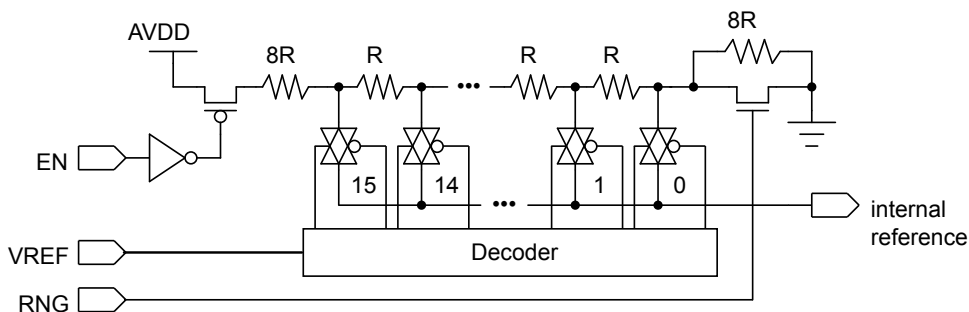 AVDD
8R
8R
R
R
R
EN
15
14
1
0
internal
reference
VREF
Decoder
RNG